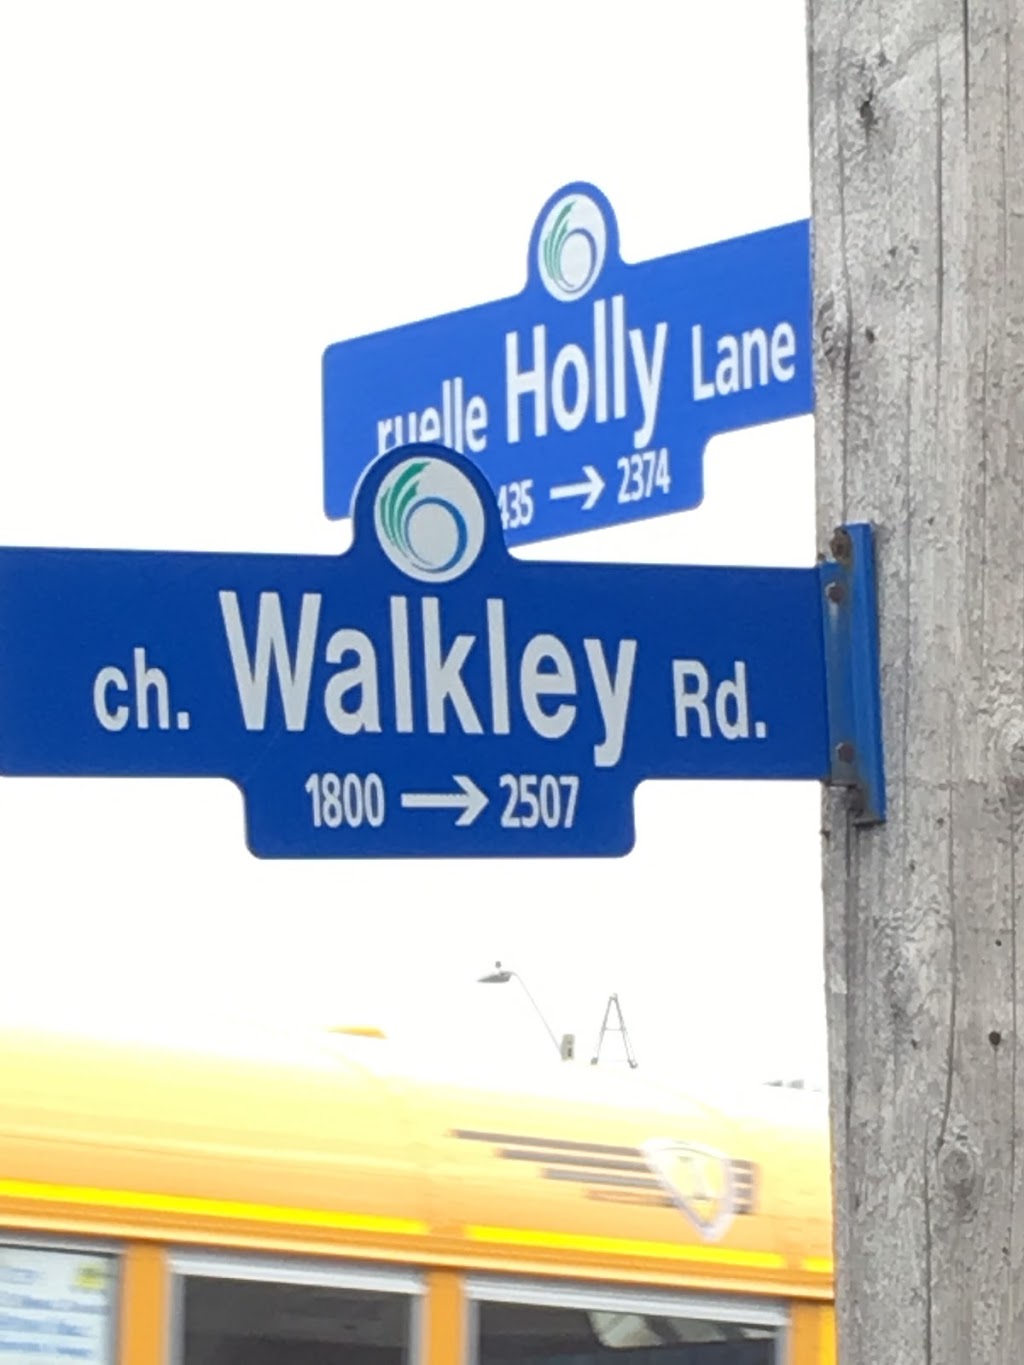 ruelle Holly Lane
435 → 2374
ch. Walkley Rd.
1800 → 2507